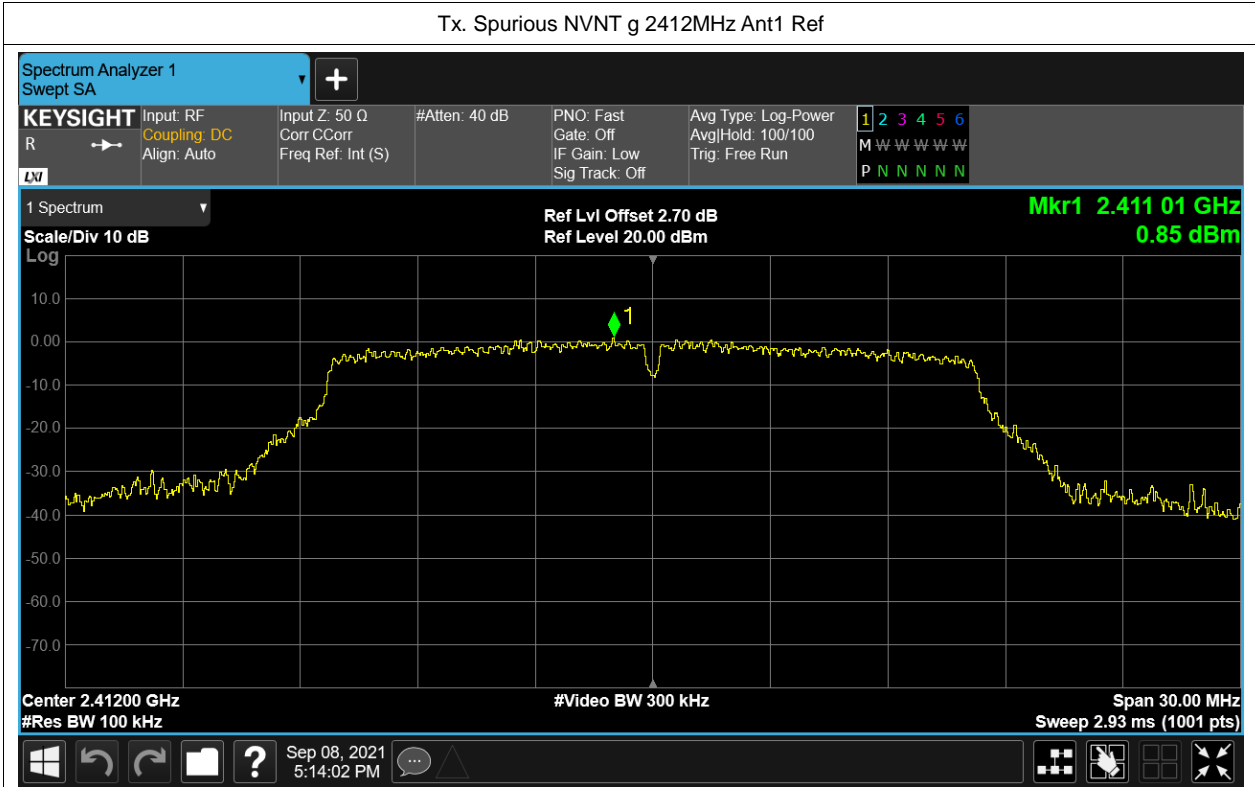 Tx. Spurious NVNT g 2412MHz Ant1 Ref
Spectrum Analyzer 1
Swept SA
KEYSIGHT
R
LXI
Input: RF
Coupling: DC
Align: Auto
Input Z: 50 Ω
Corr CCorr
Freq Ref: Int (S)
#Atten: 40 dB
PNO: Fast
Gate: Off
IF Gain: Low
Sig Track: Off
Avg Type: Log-Power
Avg|Hold: 100/100
Trig: Free Run
1 2 3 4 5 6
M W W W W W
P N N N N N
1 Spectrum
Scale/Div 10 dB
Ref Lvl Offset 2.70 dB
Ref Level 20.00 dBm
Mkr1 2.411 01 GHz
0.85 dBm
Log
10.0
0.00
-10.0
-20.0
-30.0
-40.0
-50.0
-60.0
-70.0
1
Center 2.41200 GHz
#Video BW 300 kHz
Span 30.00 MHz
#Res BW 100 kHz
Sweep 2.93 ms (1001 pts)
?
Sep 08, 2021
5:14:02 PM